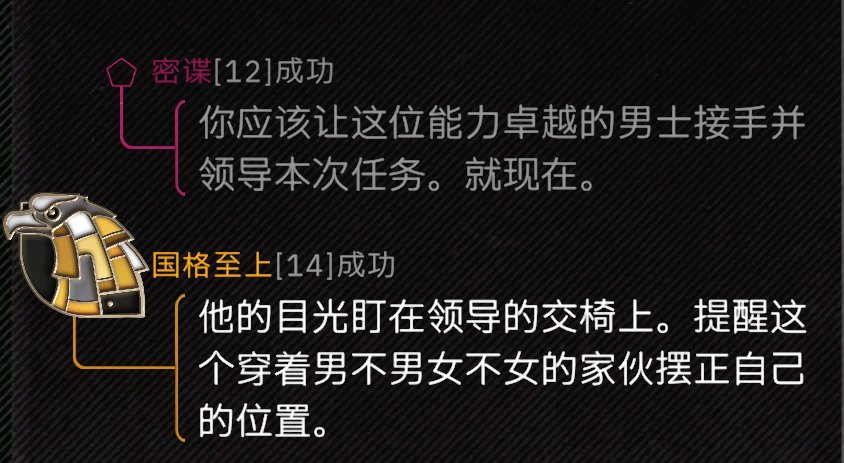 密谍[12]成功
你应该让这位能力卓越的男士接手并
领导本次任务。就现在。
国格至上[14]成功
他的目光盯在领导的交椅上。提醒这
个穿着男不男女不女的家伙摆正自己
的位置。